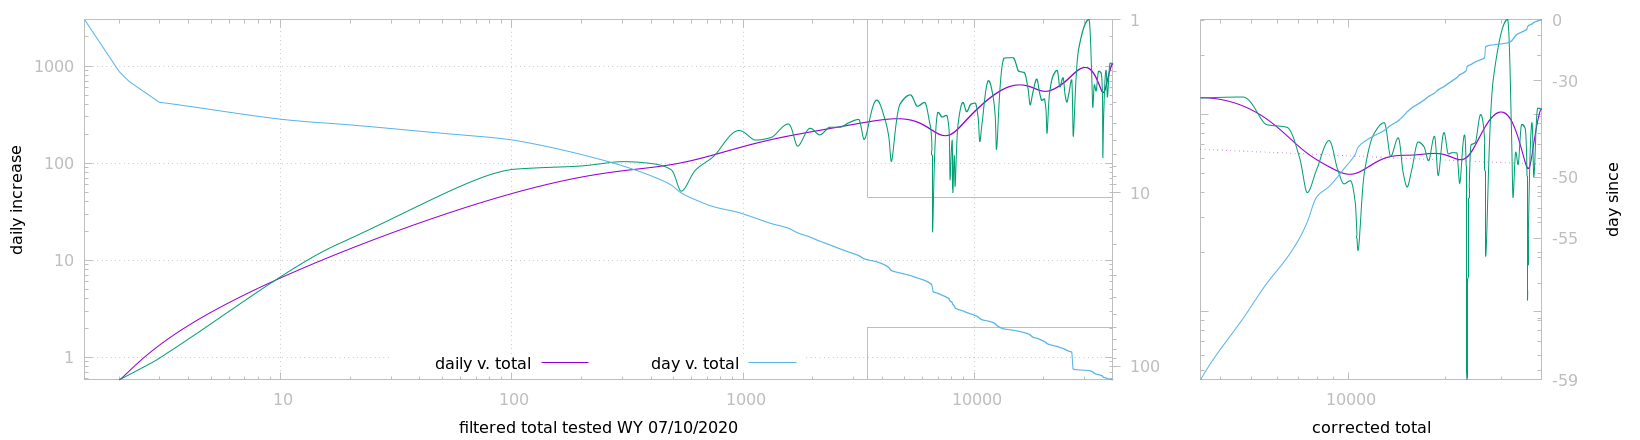 daily increase
1000
100
10
1
daily v. total
day v. total
10
100
1000
10000
filtered total tested WY 07/10/2020
1
10
100
10000
corrected total
0
-30
-50
-55
-59
day since